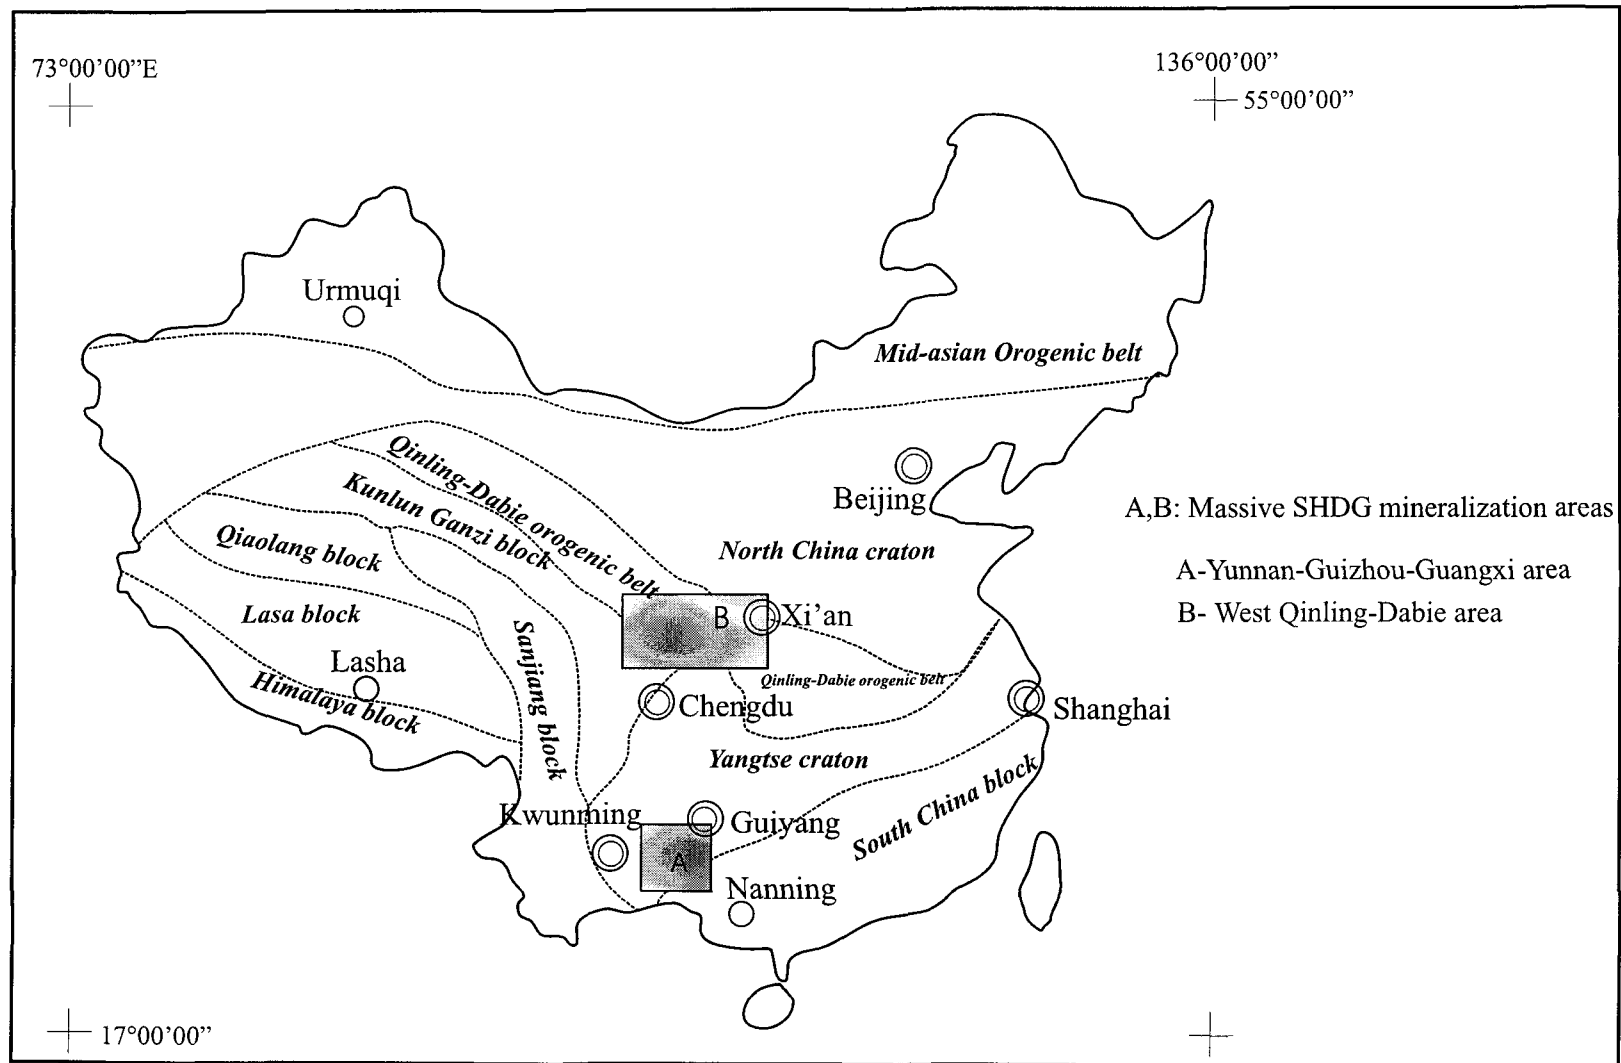 73°00'00"E
136°00'00"
55°00'00"
Urmuqi
Mid-asian Orogenic belt
Qinling-Dabie orogenic belt
Kunlun Ganzi block
Beijing
A,B: Massive SHDG mineralization areas
Qiaolang block
North China craton
A-Yunnan-Guizhou-Guangxi area
B- West Qinling-Dabie area
Lasa block
B
Xi'an
Sanjiang block
Lasha
Himalaya block
Qinling-Dabie orogenic belt
Chengdu
Shanghai
Yangtse craton
South China block
Kwunming
Guiyang
A
Nanning
17°00'00"